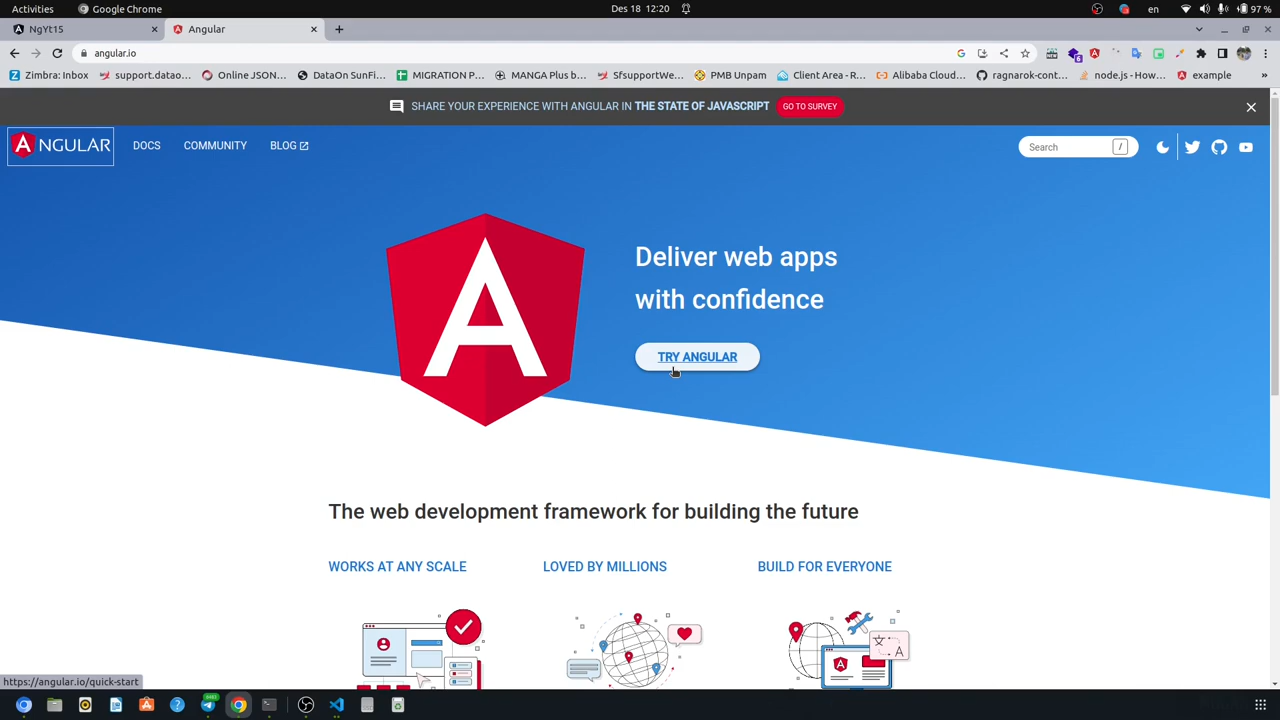 Activities
Google Chrome
Des 18 12:20
en
97 %
NgYt15
Angular
angular.io
Zimbra: Inbox
support.datao...
Online JSON...
DataOn SunFi...
MIGRATION P...
MANGA Plus b...
SfsupportWe...
PMB Unpam
Client Area - R...
Alibaba Cloud...
ragnarok-cont...
node.js - How...
example
»
SHARE YOUR EXPERIENCE WITH ANGULAR IN THE STATE OF JAVASCRIPT
GO TO SURVEY
ANGULAR
DOCS
COMMUNITY
BLOG
Search
/
A
Deliver web apps
with confidence
TRY ANGULAR
The web development framework for building the future
WORKS AT ANY SCALE
LOVED BY MILLIONS
BUILD FOR EVERYONE
A
https://angular.io/quick-start